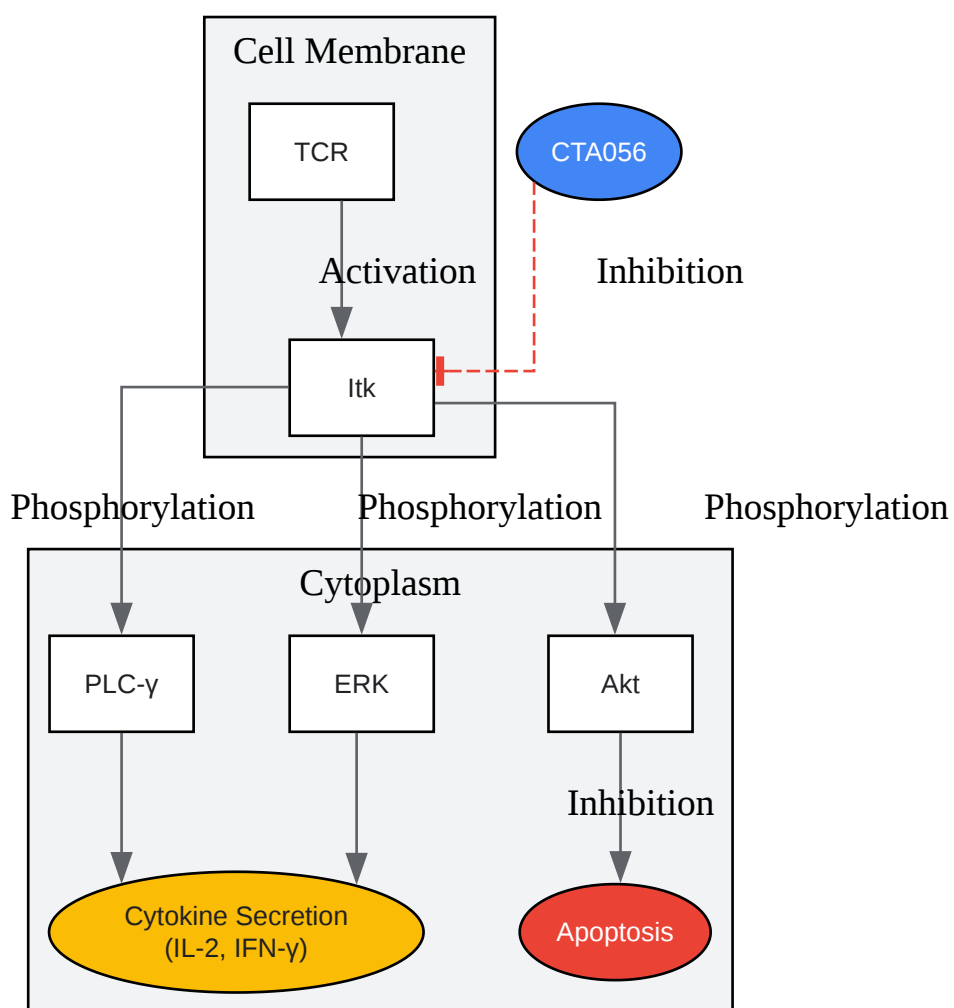 Cell Membrane
TCR
CTA056
Activation
Inhibition
Itk
Phosphorylation
Phosphorylation
Phosphorylation
Cytoplasm
PLC-γ
ERK
Akt
Inhibition
Cytokine Secretion
(IL-2, IFN-γ)
Apoptosis